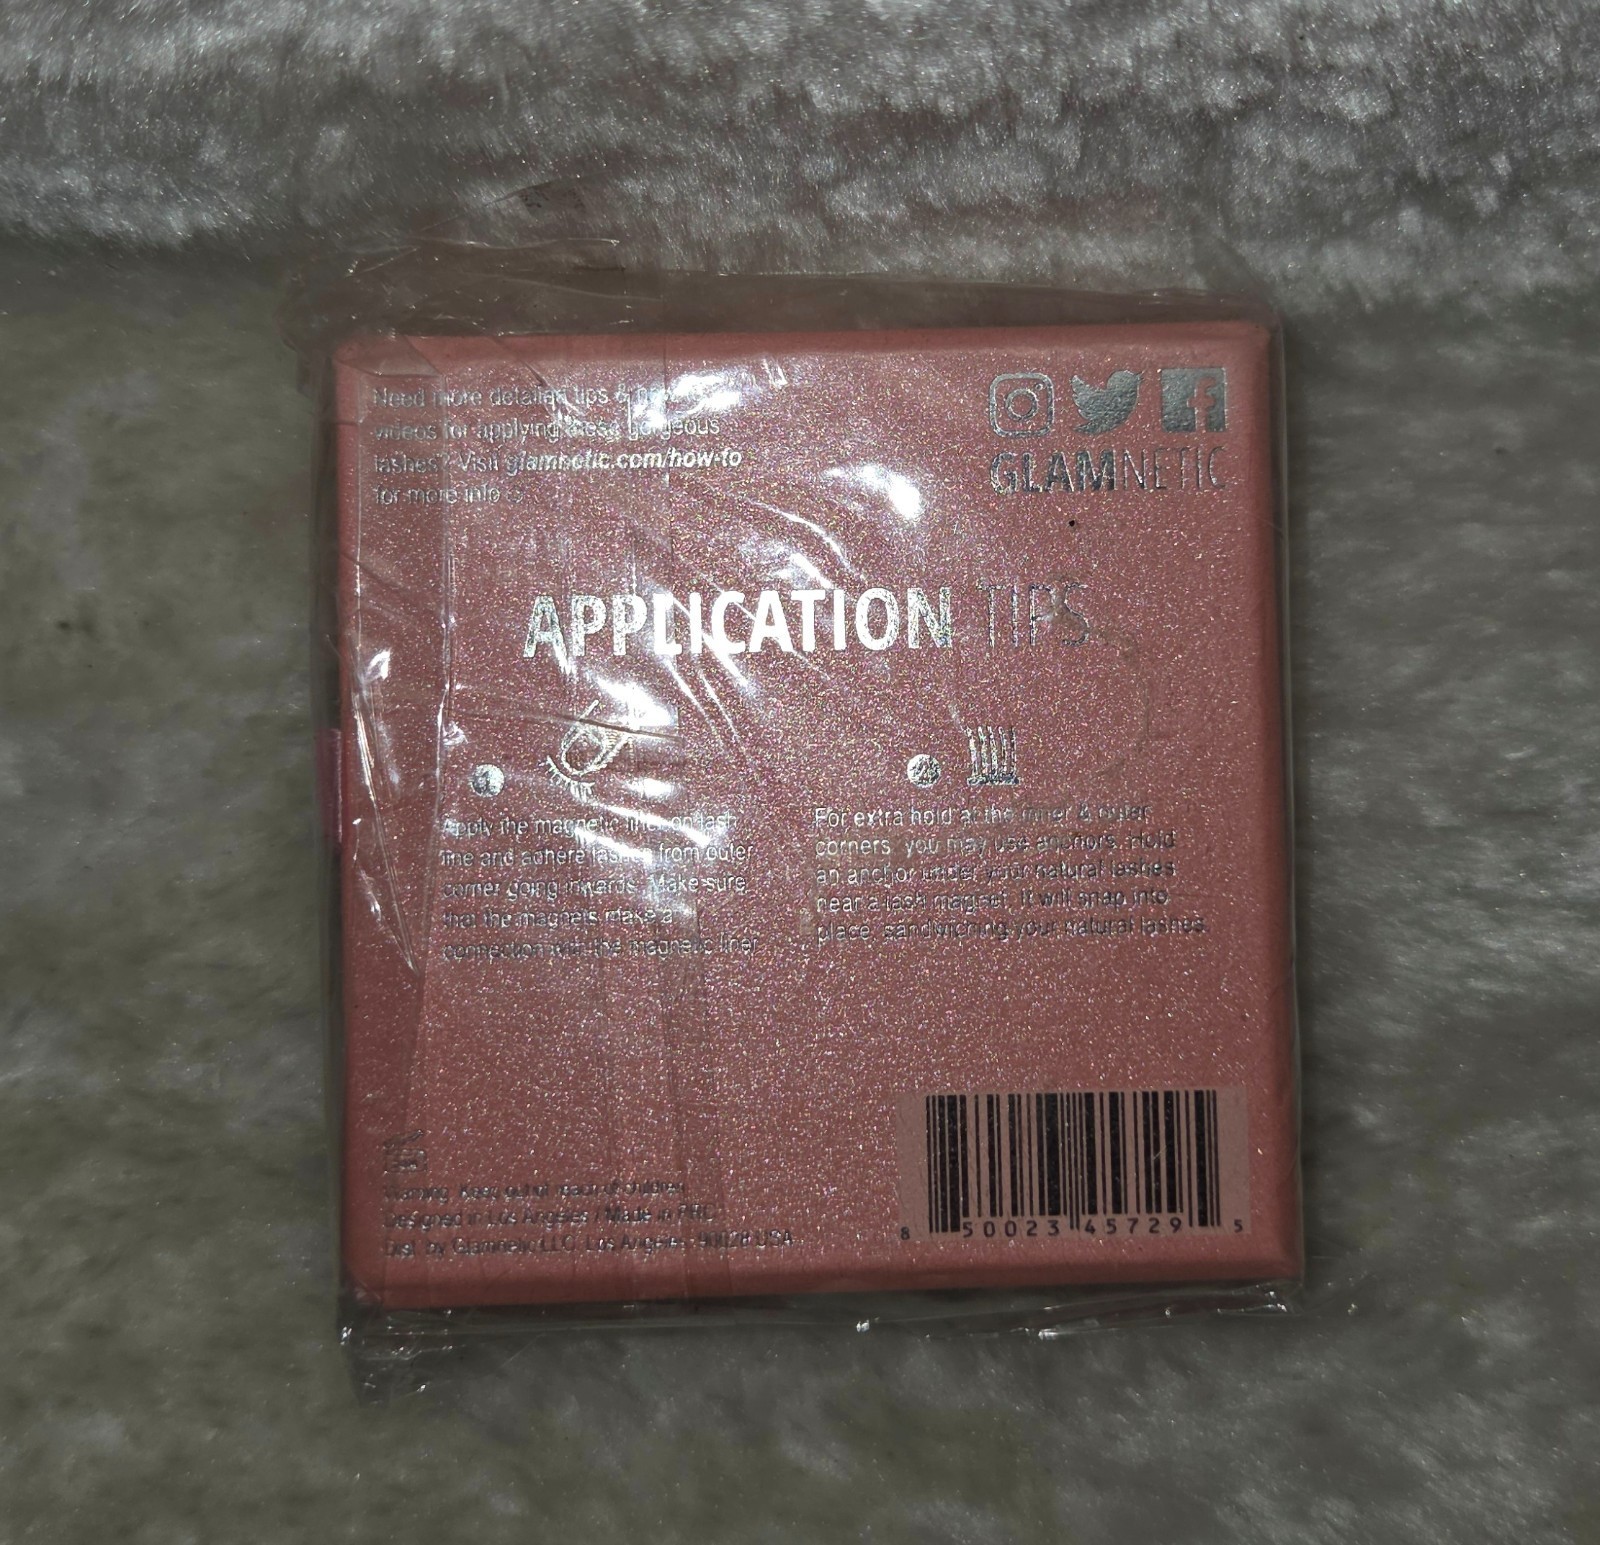 Need more detailed tips &
videos for applying these gorgeous
lashes? Visit glamnetic.com/how-to
for more info
GLAMNETIC
APPLICATION TIPS
1
Apply the magnetic liner on lash
line and adhere lashes from outer
corner going inwards. Make sure
that the magnets make a
connection with the magnetic liner.
2
For extra hold at the inner & outer
corners, you may use anchors. Hold
an anchor under your natural lashes
near a lash magnet. It will snap into
place, sandwiching your natural lashes.
Warning: Keep out of reach of children.
Designed in Los Angeles / Made in PRC
Dist. by Glamnetic, LLC, Los Angeles, 90028 USA
8 50023 45729 5